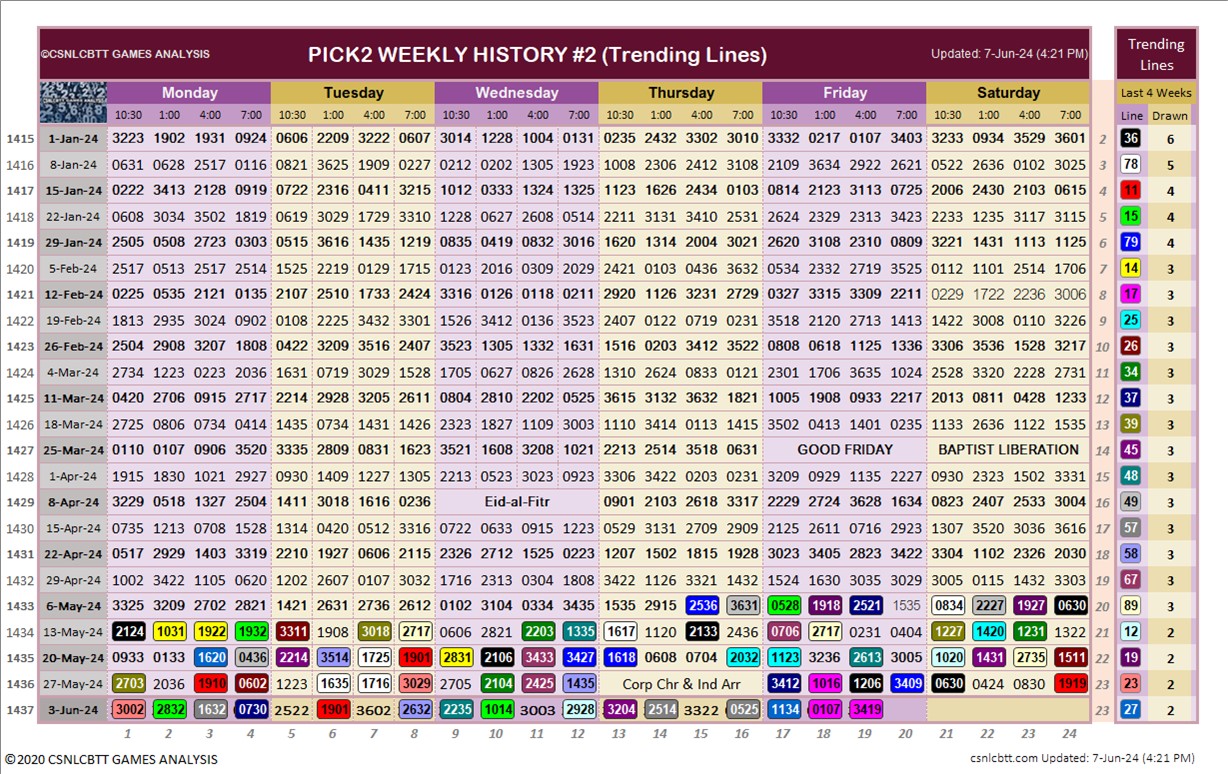 ©CSNLCBTT GAMES ANALYSIS PICK2 WEEKLY HISTORY #2 (Trending Lines) Updated: 7-Jun-24 (4:21 PM) Trending Lines
Monday Tuesday Wednesday Thursday Friday Saturday Last 4 Weeks
10:30 1:00 4:00 7:00 10:30 1:00 4:00 7:00 10:30 1:00 4:00 7:00 10:30 1:00 4:00 7:00 10:30 1:00 4:00 7:00 10:30 1:00 4:00 7:00 Line Drawn
1415 1-Jan-24 3223 1902 1931 0924 0606 2209 3222 0607 3014 1228 1004 0131 0235 2432 3302 3010 3332 0217 0107 3403 3233 0934 3529 3601 2 36 6
1416 8-Jan-24 0631 0628 2517 0116 0821 3625 1909 0227 0212 0202 1305 1923 1008 2306 2412 3108 2109 3634 2922 2621 0522 2636 0102 3025 3 78 5
1417 15-Jan-24 0222 3413 2128 0919 0722 2316 0411 3215 1012 0333 1324 1325 1123 1626 2434 0103 0814 2123 3113 0725 2006 2430 2103 0615 4 11 4
1418 22-Jan-24 0608 3034 3502 1819 0619 3029 1729 3310 1228 0627 2608 0514 2211 3131 3410 2531 2624 2329 2313 3423 2233 1235 3117 3115 5 15 4
1419 29-Jan-24 2505 0508 2723 0303 0515 3616 1435 1219 0835 0419 0832 3016 1620 1314 2004 3021 2620 3108 2310 0809 3221 1431 1113 1125 6 79 4
1420 5-Feb-24 2517 0513 2517 2514 1525 2219 0129 1715 0123 2016 0309 2029 2421 0103 0436 3632 0534 2332 2719 3525 0112 1101 2514 1706 7 14 3
1421 12-Feb-24 0225 0535 2121 0135 2107 2510 1733 2424 3316 0126 0118 0211 2920 1126 3231 2729 0327 3315 3309 2211 0229 1722 2236 3006 8 17 3
1422 19-Feb-24 1813 2935 3024 0902 0108 2225 3432 3301 1526 3412 0136 3523 2407 0122 0719 0231 3518 2120 2713 1413 1422 3008 0110 3226 9 25 3
1423 26-Feb-24 2504 2908 3207 1808 0422 3209 3516 2407 3523 1305 1332 1631 1516 0203 3412 3522 0808 0618 1125 1336 3306 3536 1528 3217 10 26 3
1424 4-Mar-24 2734 1223 0223 2036 1631 0719 3029 1528 1705 0627 0826 2628 1310 2624 0833 0121 2301 1706 3635 1024 2528 3320 2228 2731 11 34 3
1425 11-Mar-24 0420 2706 0915 2717 2214 2928 3205 2611 0804 2810 2202 0525 3615 3132 3632 1821 1005 1908 0933 2217 2013 0811 0428 1233 12 37 3
1426 18-Mar-24 2725 0806 0734 0414 1435 0734 1431 1429 2323 1827 1109 3003 1110 3414 0113 1415 3502 0413 1401 0235 1133 2636 1122 1535 13 39 3
1427 25-Mar-24 0110 0107 0906 3520 3335 2809 0831 1623 3521 1608 3208 1021 2213 2514 3518 0631 GOOD FRIDAY BAPTIST LIBERATION 14 45 3
1428 1-Apr-24 1915 1830 1021 2927 0930 1409 1227 1305 2213 0523 3023 0923 3306 3422 0203 0231 3209 0929 1135 2227 0930 2323 1502 3331 15 48 3
1429 8-Apr-24 3229 0518 1327 2504 1411 3018 1616 0236 Eid-al-Fitr 0901 2103 2618 3317 2229 2724 3628 1634 0823 2407 2533 3004 16 49 3
1430 15-Apr-24 0735 1213 0708 1528 1314 0420 0512 3316 0722 0633 0915 1223 0529 3131 2709 2909 2125 2611 0716 2923 1307 3520 3036 3616 17 57 3
1431 22-Apr-24 0517 2929 1403 3319 2210 1927 0606 2115 2326 2712 1525 0223 1207 1502 1815 1928 3023 3405 2823 3422 3304 1102 2326 2030 18 58 3
1432 29-Apr-24 1002 3422 1105 0620 1202 2607 0107 3032 1716 2313 0304 1808 3422 1126 3321 1432 1524 1630 3035 3029 3005 0115 1432 3303 19 67 3
1433 6-May-24 3325 3209 2702 2821 1421 2631 2736 2612 0102 3104 0334 3435 1535 2915 2536 3631 0528 1918 2521 1535 0834 2227 1927 0630 20 89 3
1434 13-May-24 2124 1031 1922 1932 3311 1908 3018 2717 0606 2821 2203 1335 1617 1120 2133 2436 0706 2717 0231 0404 1227 1420 1231 1322 21 12 2
1435 20-May-24 0933 0133 1620 0436 2214 3514 1725 1901 2831 2106 3433 3427 1618 0608 0704 2032 1123 3236 2613 3005 1020 1431 2735 1511 22 19 2
1436 27-May-24 2703 2036 1910 0602 1223 1635 1716 3029 2705 2104 2425 1435 Corp Chr & Ind Arr 3412 1016 1206 3409 0630 0424 0830 1919 23 23 2
1437 3-Jun-24 3002 2832 1632 0730 2522 1901 3602 2632 2235 1014 3003 2928 3204 2514 3322 0525 1134 0107 3419 23 27 2
1 2 3 4 5 6 7 8 9 10 11 12 13 14 15 16 17 18 19 20 21 22 23 24
©2020 CSNLCBTT GAMES ANALYSIS csnlcbtt.com Updated: 7-Jun-24 (4:21 PM)